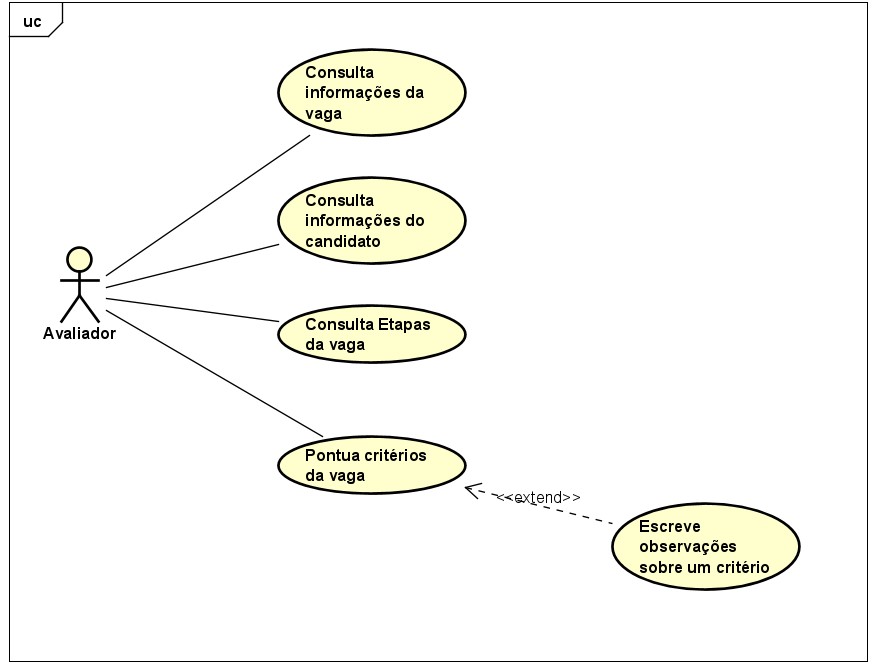 uc
Consulta
informações da
vaga
Consulta
informações do
candidato
Avaliador
Consulta Etapas
da vaga
Pontua critérios
da vaga
<<extend>>
Escreve
observações
sobre um critério